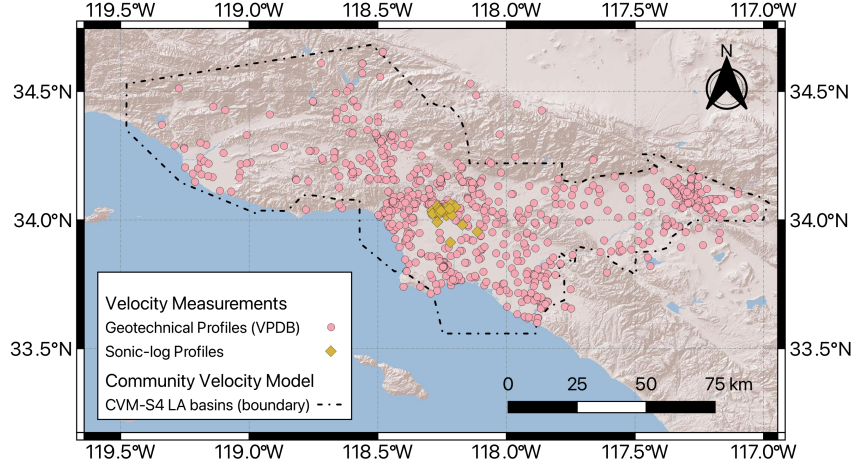 119.5°W 119.0°W 118.5°W 118.0°W 117.5°W 117.0°W
N
34.5°N 34.5°N
34.0°N 34.0°N
33.5°N 33.5°N
Velocity Measurements
Geotechnical Profiles (VPDB)
Sonic-log Profiles
Community Velocity Model
CVM-S4 LA basins (boundary)
0 25 50 75 km
119.5°W 119.0°W 118.5°W 118.0°W 117.5°W 117.0°W